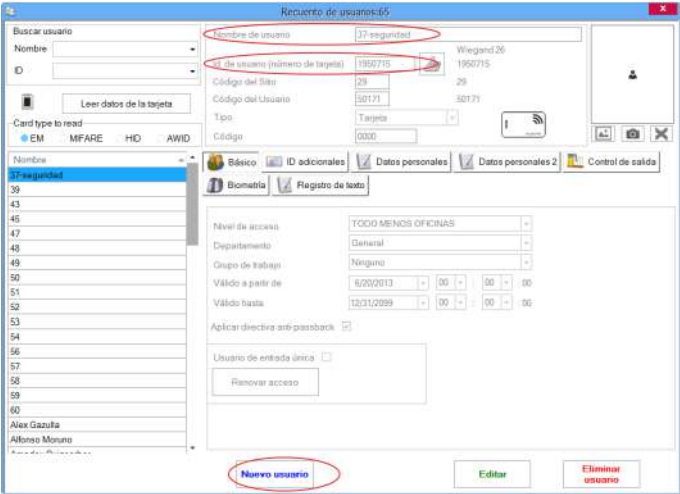 Recuento de usuarios:65
Buscar usuario
Nombre
ID
Leer datos de la tarjeta
Card type to read
EM MIFARE HID AWID
Nombre
37-seguridad
39
43
45
47
48
49
50
51
52
53
54
56
57
58
59
60
Alex Gazulla
Alfonso Moruno
Nombre de usuario 37-seguridad
Id. de usuario (número de tarjeta) 1950715
Wiegand 26
1950715
Código del Sitio 29 29
Código del Usuario 50171 50171
Tipo Tarjeta
Código 0000
Básico ID adicionales Datos personales Datos personales 2 Control de salida
Biometría Registro de texto
Nivel de acceso TODO MENOS OFICINAS
Departamento General
Grupo de trabajo Ninguno
Válido a partir de 6/20/2013 00 : 00 : 00
Válido hasta 12/31/2099 00 : 00 : 00
Aplicar directiva anti-passback
Usuario de entrada única
Renovar acceso
Nuevo usuario
Editar
Eliminar
usuario